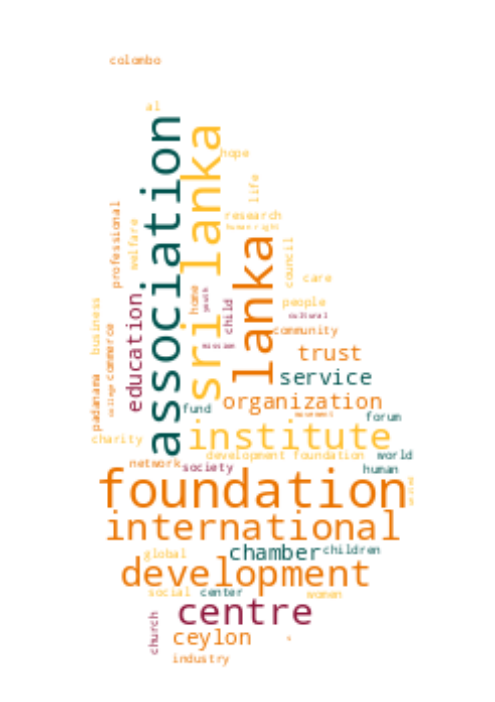 colombo
al
association
sri lanka
hope
life
professional
welfare
research
human right
lanka
council
care
home
youth
child
people
cultural
education
business
commerce
community
mission
trust
service
padanama
college
fund
organization
forum
charity
institute
development foundation
world
network
society
human
foundation
international
global
chamber
children
development
social
center
women
church
centre
ceylon
industry